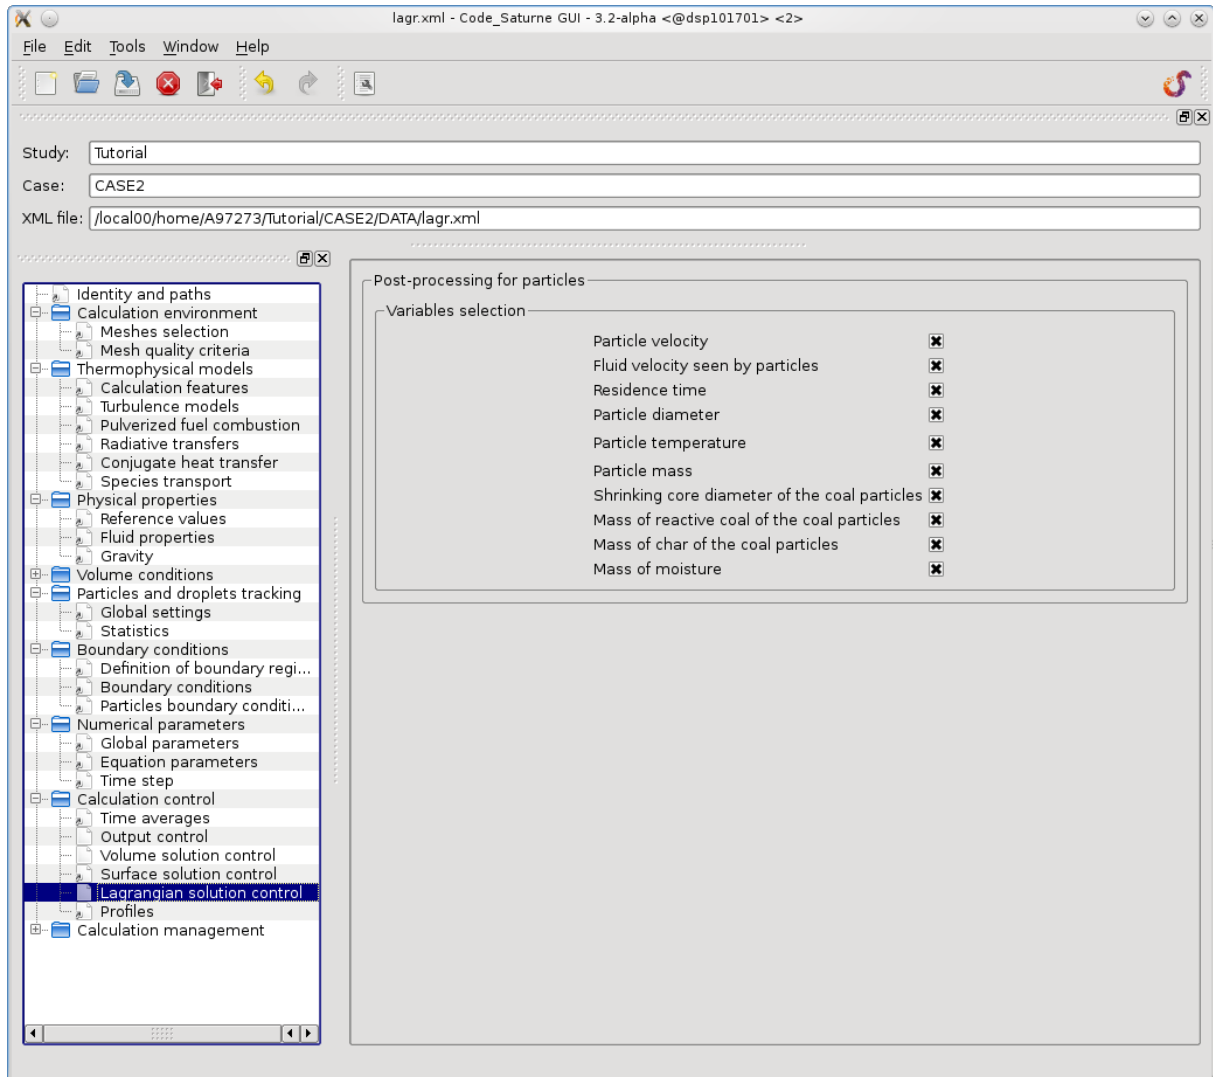 lagr.xml - Code_Saturne GUI - 3.2-alpha <@dsp101701> <2>
File Edit Tools Window Help
Study: Tutorial
Case: CASE2
XML file: /local00/home/A97273/Tutorial/CASE2/DATA/lagr.xml
Identity and paths
Calculation environment
Meshes selection
Mesh quality criteria
Thermophysical models
Calculation features
Turbulence models
Pulverized fuel combustion
Radiative transfers
Conjugate heat transfer
Species transport
Physical properties
Reference values
Fluid properties
Gravity
Volume conditions
Particles and droplets tracking
Global settings
Statistics
Boundary conditions
Definition of boundary regi...
Boundary conditions
Particles boundary conditi...
Numerical parameters
Global parameters
Equation parameters
Time step
Calculation control
Time averages
Output control
Volume solution control
Surface solution control
Lagrangian solution control
Profiles
Calculation management
Post-processing for particles
Variables selection
Particle velocity
Fluid velocity seen by particles
Residence time
Particle diameter
Particle temperature
Particle mass
Shrinking core diameter of the coal particles
Mass of reactive coal of the coal particles
Mass of char of the coal particles
Mass of moisture